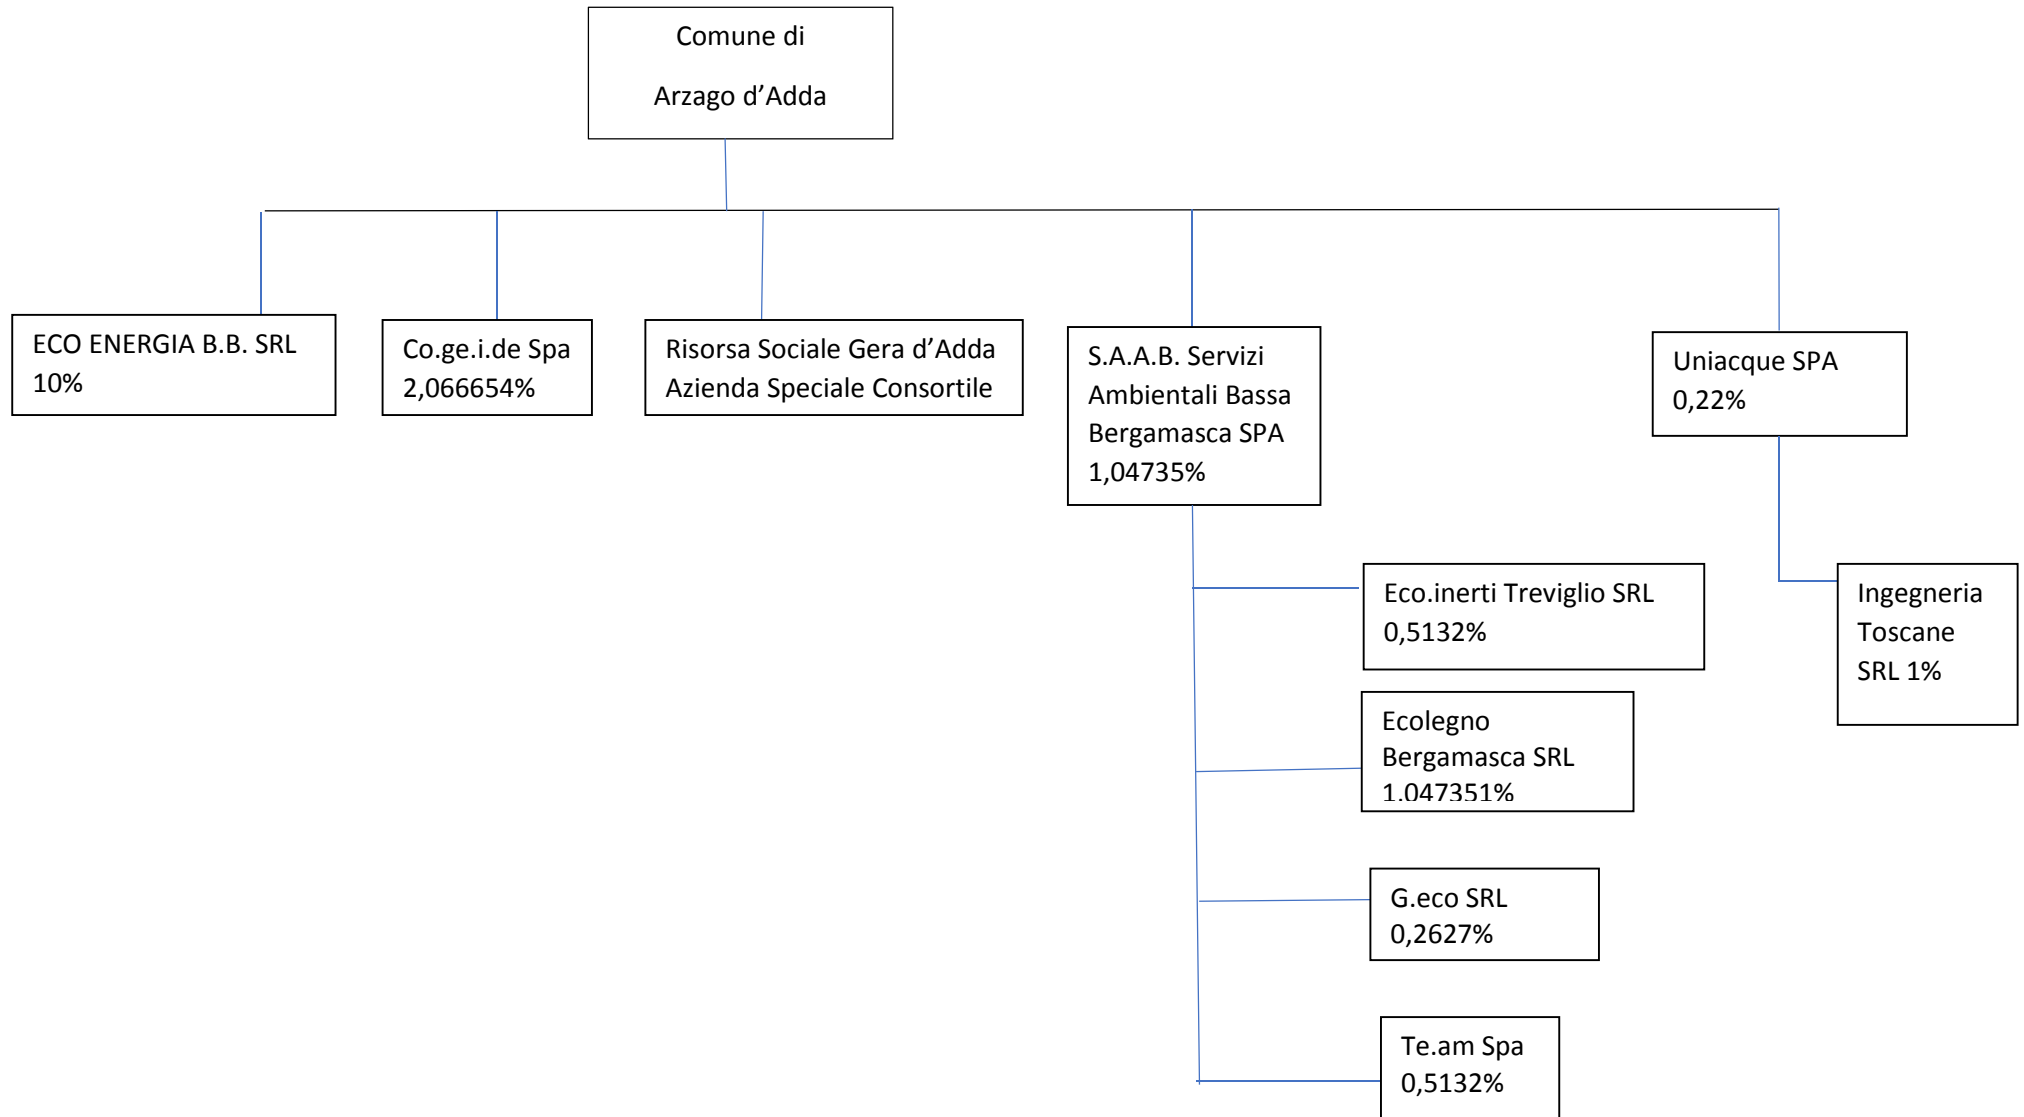 Comune di
Arzago d’Adda
ECO ENERGIA B.B. SRL
10%
Co.ge.i.de Spa
2,066654%
Risorsa Sociale Gera d’Adda
Azienda Speciale Consortile
S.A.A.B. Servizi
Ambientali Bassa
Bergamasca SPA
1,04735%
Uniacque SPA
0,22%
Eco.inerti Treviglio SRL
0,5132%
Ingegneria
Toscane
SRL 1%
Ecolegno
Bergamasca SRL
1.047351%
G.eco SRL
0,2627%
Te.am Spa
0,5132%